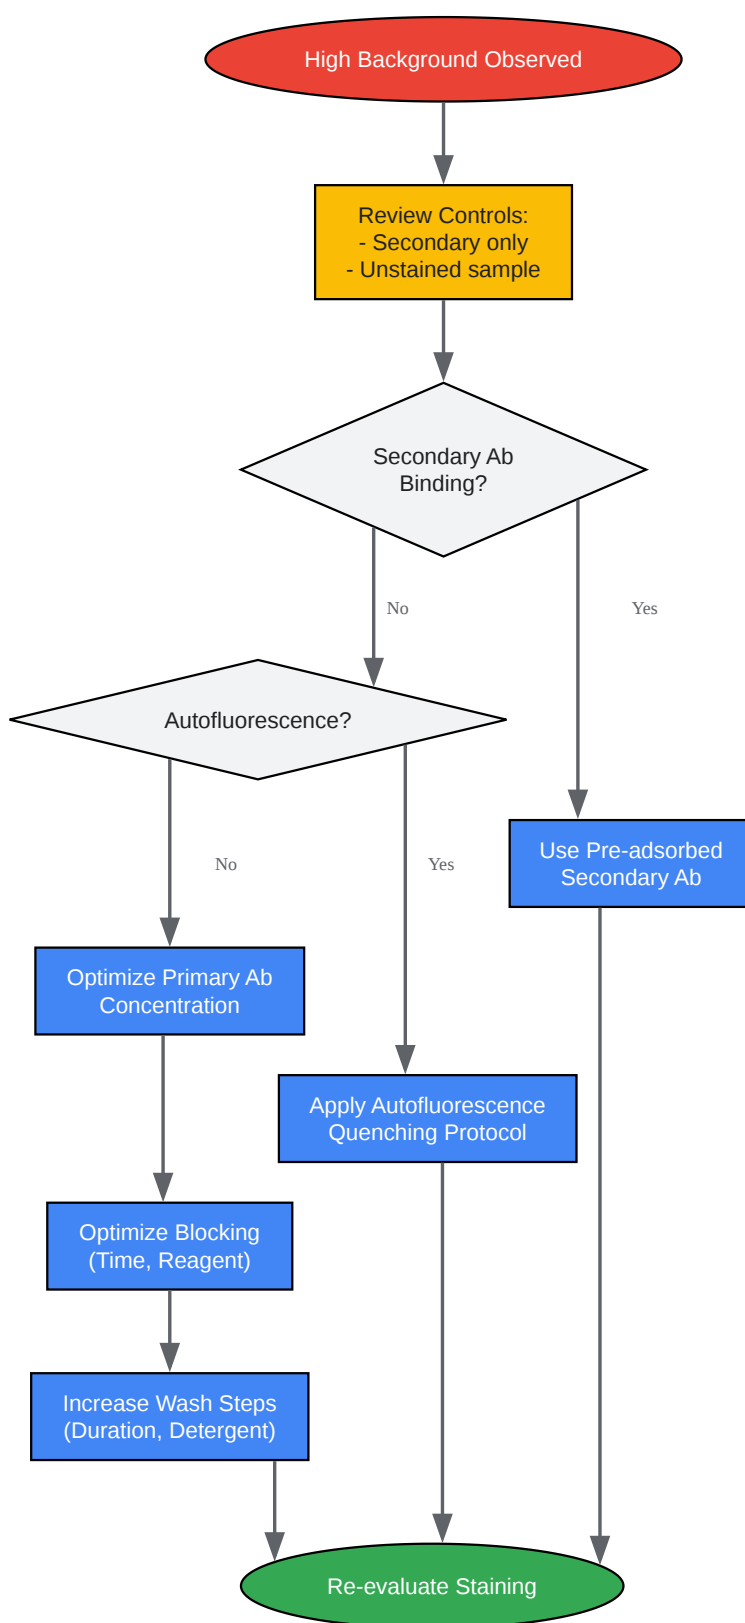 High Background Observed
Review Controls:
- Secondary only
- Unstained sample
Secondary Ab
Binding?
No
Yes
Autofluorescence?
No
Yes
Use Pre-adsorbed
Secondary Ab
Optimize Primary Ab
Concentration
Apply Autofluorescence
Quenching Protocol
Optimize Blocking
(Time, Reagent)
Increase Wash Steps
(Duration, Detergent)
Re-evaluate Staining